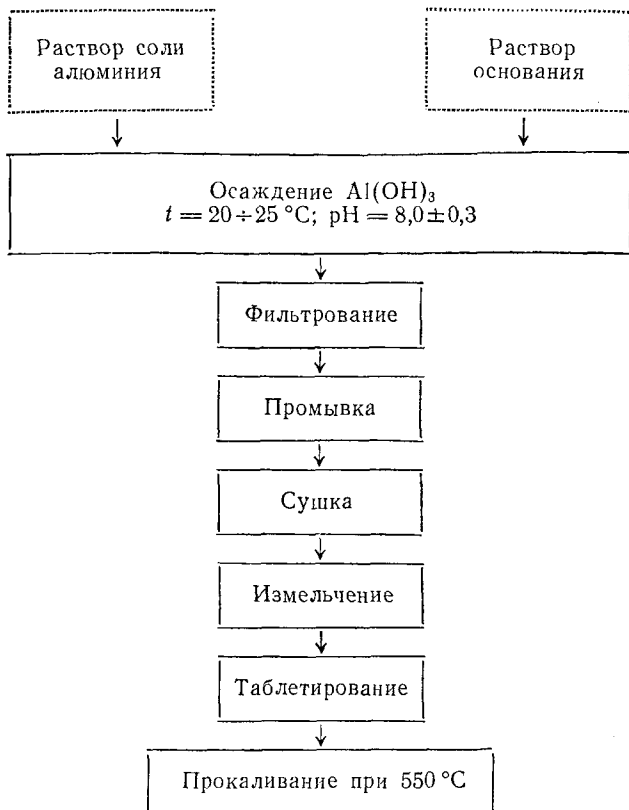 Раствор соли
алюминия
Раствор
основания
Осаждение Al(OH)₃
t = 20÷25 °C; pH = 8,0±0,3
Фильтрование
Промывка
Сушка
Измельчение
Таблетирование
Прокаливание при 550 °C